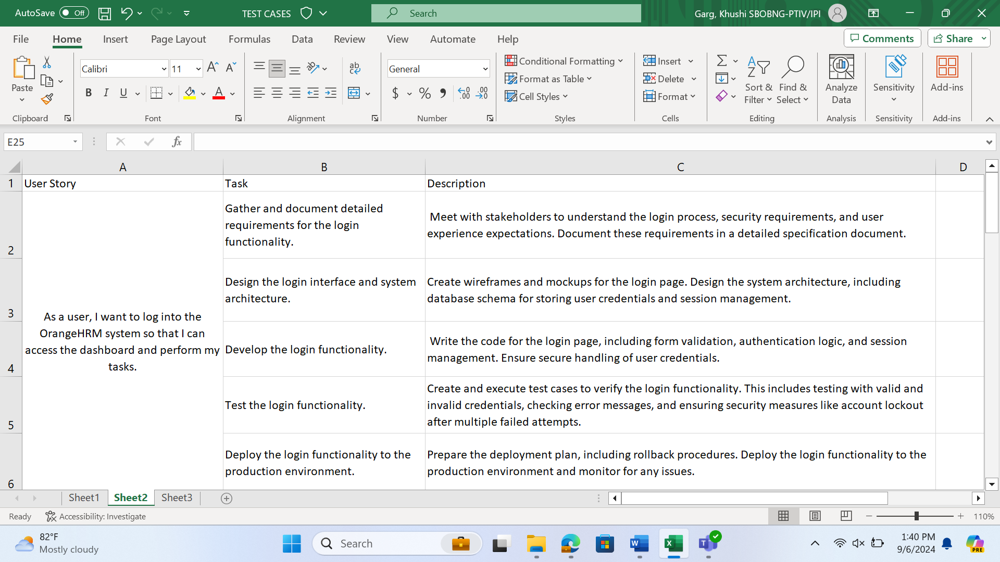 AutoSave Off TEST CASES Search Garg, Khushi SBOBNG-PTIV/IPI
File Home Insert Page Layout Formulas Data Review View Automate Help Comments Share
Paste
Calibri 11
B I U
ab
General
$ % ,
Conditional Formatting
Format as Table
Cell Styles
Insert
Delete
Format
Sort &
Filter
Find &
Select
Analyze
Data
Sensitivity
Add-ins
Clipboard Font Alignment Number Styles Cells Editing Analysis Sensitivity Add-ins
E25 fx
A B C D
1 User Story Task Description
2
Gather and document detailed
requirements for the login
functionality.
Meet with stakeholders to understand the login process, security requirements, and user
experience expectations. Document these requirements in a detailed specification document.
3
Design the login interface and system
architecture.
Create wireframes and mockups for the login page. Design the system architecture, including
database schema for storing user credentials and session management.
As a user, I want to log into the
OrangeHRM system so that I can
access the dashboard and perform my
tasks.
4
Develop the login functionality.
Write the code for the login page, including form validation, authentication logic, and session
management. Ensure secure handling of user credentials.
5
Test the login functionality.
Create and execute test cases to verify the login functionality. This includes testing with valid and
invalid credentials, checking error messages, and ensuring security measures like account lockout
after multiple failed attempts.
6
Deploy the login functionality to the
production environment.
Prepare the deployment plan, including rollback procedures. Deploy the login functionality to the
production environment and monitor for any issues.
Sheet1 Sheet2 Sheet3
Ready Accessibility: Investigate 110%
82°F
Mostly cloudy
Search
1:40 PM
9/6/2024
PRE